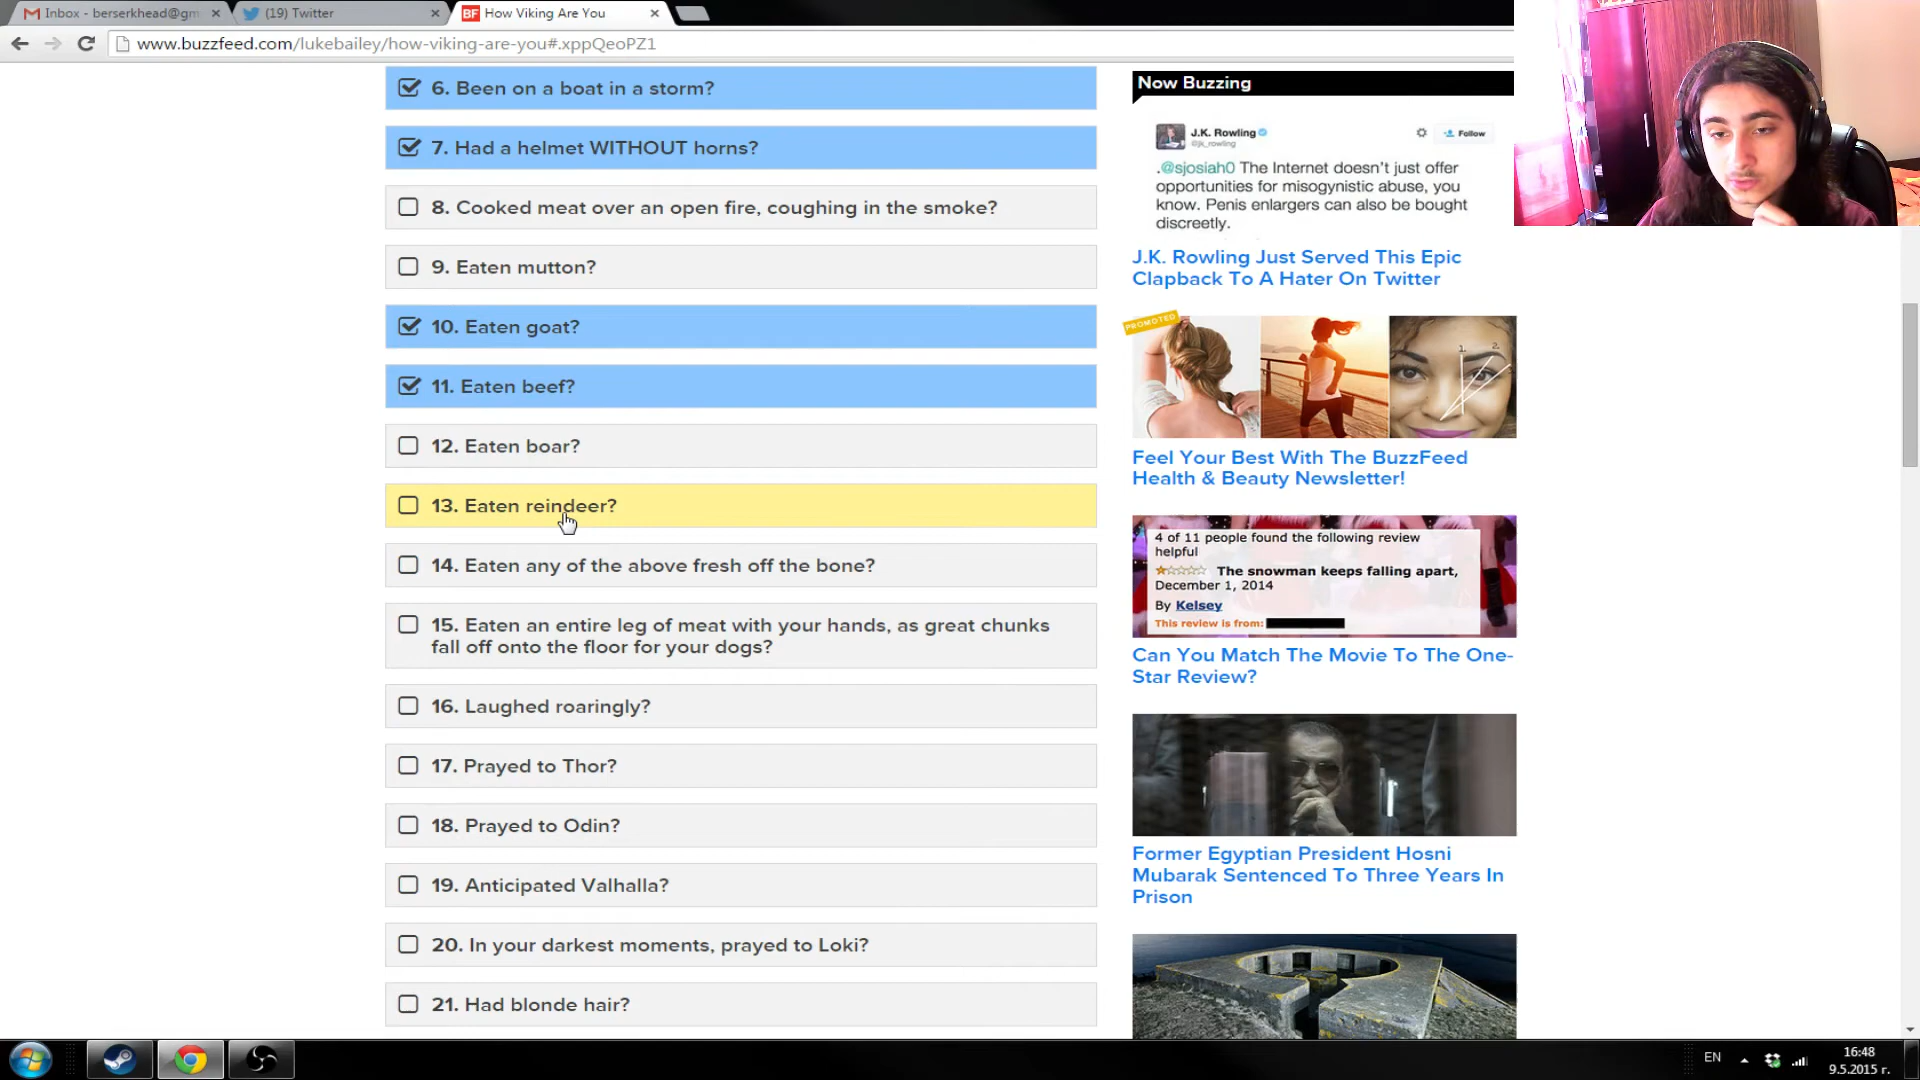 Inbox - berserkhead@gm
(19) Twitter
BF How Viking Are You
www.buzzfeed.com/lukebailey/how-viking-are-you#.xppQeoPZ1
6. Been on a boat in a storm?
7. Had a helmet WITHOUT horns?
8. Cooked meat over an open fire, coughing in the smoke?
9. Eaten mutton?
10. Eaten goat?
11. Eaten beef?
12. Eaten boar?
13. Eaten reindeer?
14. Eaten any of the above fresh off the bone?
15. Eaten an entire leg of meat with your hands, as great chunks
fall off onto the floor for your dogs?
16. Laughed roaringly?
17. Prayed to Thor?
18. Prayed to Odin?
19. Anticipated Valhalla?
20. In your darkest moments, prayed to Loki?
21. Had blonde hair?
Now Buzzing
J.K. Rowling
@jk_rowling
Follow
.@sjosiah0 The Internet doesn't just offer
opportunities for misogynistic abuse, you
know. Penis enlargers can also be bought
discreetly.
J.K. Rowling Just Served This Epic
Clapback To A Hater On Twitter
PROMOTED
1.
2.
Feel Your Best With The BuzzFeed
Health & Beauty Newsletter!
4 of 11 people found the following review
helpful
The snowman keeps falling apart,
December 1, 2014
By Kelsey
This review is from:
Can You Match The Movie To The One-
Star Review?
Former Egyptian President Hosni
Mubarak Sentenced To Three Years In
Prison
EN
16:48
9.5.2015 г.